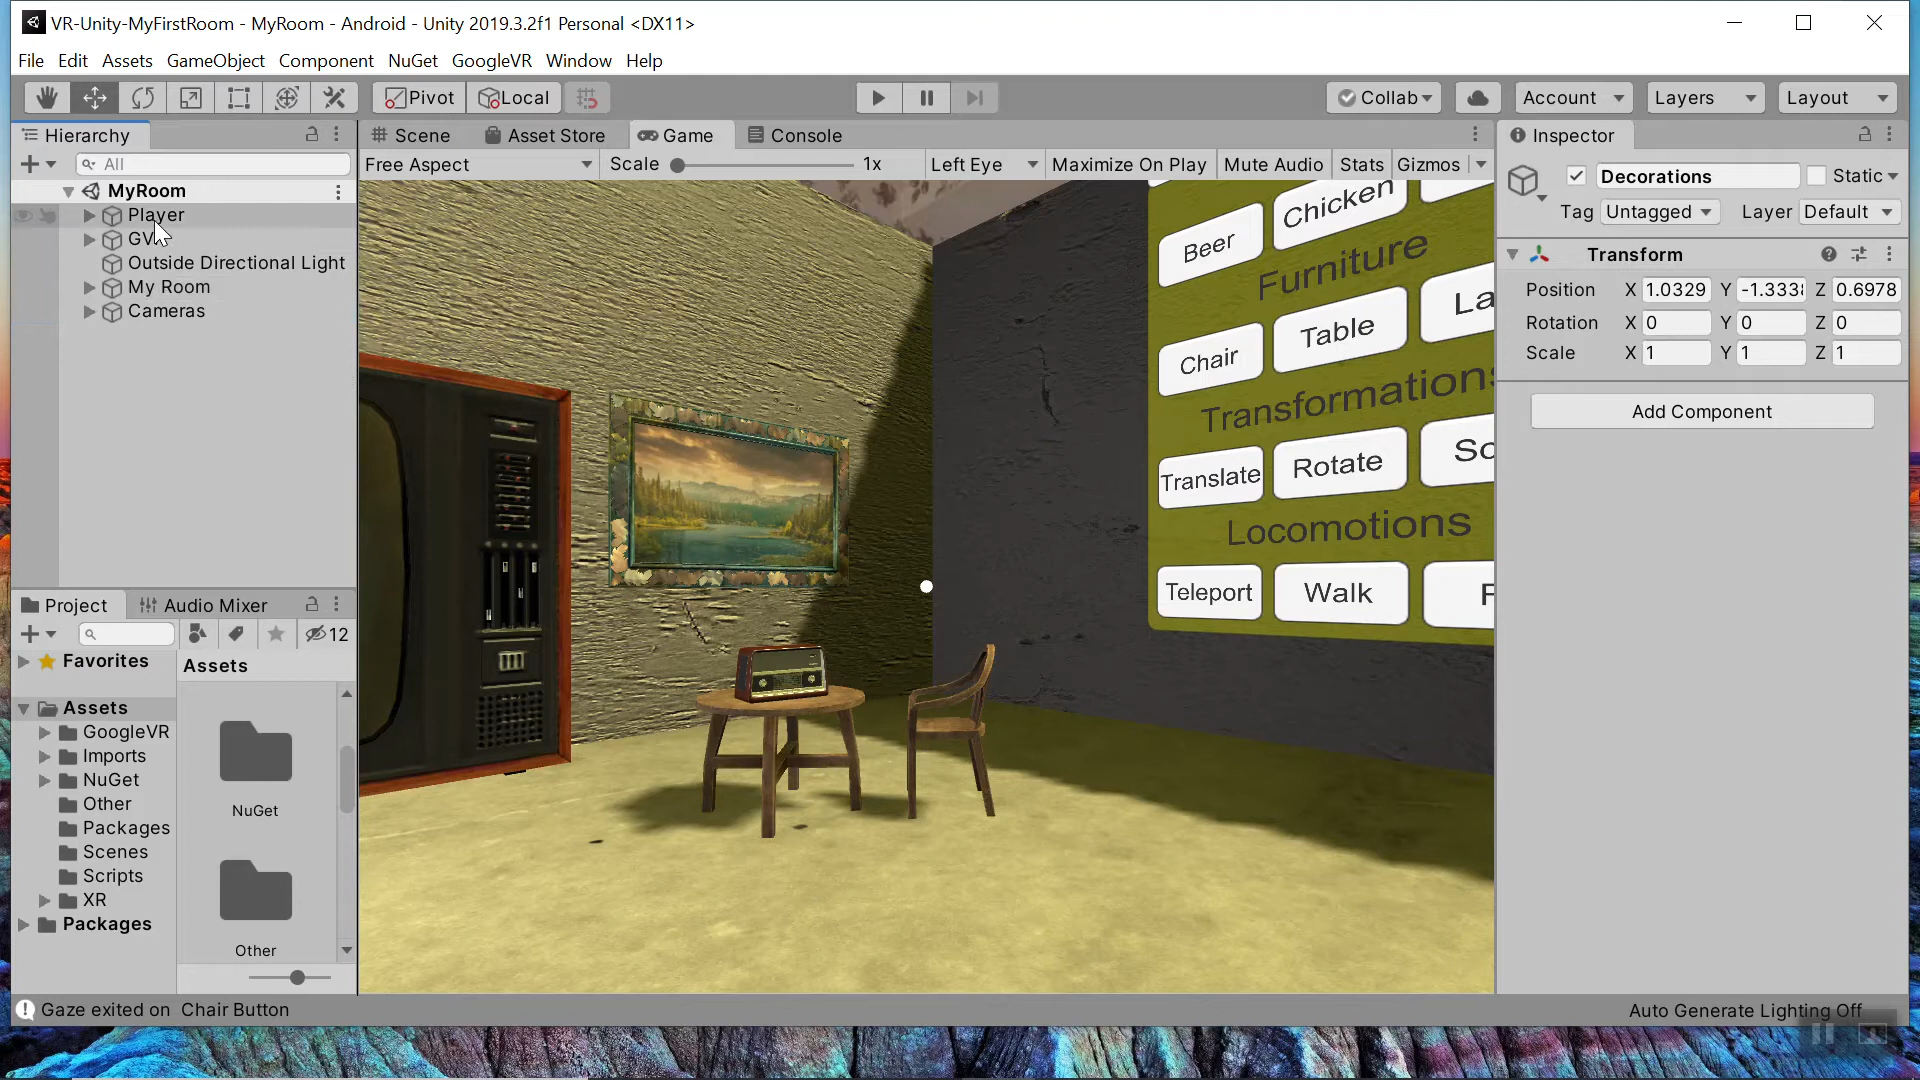 VR-Unity-MyFirstRoom - MyRoom - Android - Unity 2019.3.2f1 Personal <DX11>
File Edit Assets GameObject Component NuGet GoogleVR Window Help
Pivot Local Collab Account Layers Layout
Hierarchy
All
MyRoom
Player
GV
Outside Directional Light
My Room
Cameras
Scene Asset Store Game Console
Free Aspect Scale 1x Left Eye Maximize On Play Mute Audio Stats Gizmos
Beer Chicken
Furniture
Chair Table La
Transformations
Translate Rotate Sc
Locomotions
Teleport Walk F
Inspector
Decorations Static
Tag Untagged Layer Default
Transform
Position X 1.0329 Y -1.333 Z 0.6978
Rotation X 0 Y 0 Z 0
Scale X 1 Y 1 Z 1
Add Component
Project Audio Mixer
12
Favorites
Assets
GoogleVR
Imports
NuGet
Other
Packages
Scenes
Scripts
XR
Packages
Assets
NuGet
Other
Gaze exited on Chair Button
Auto Generate Lighting Off